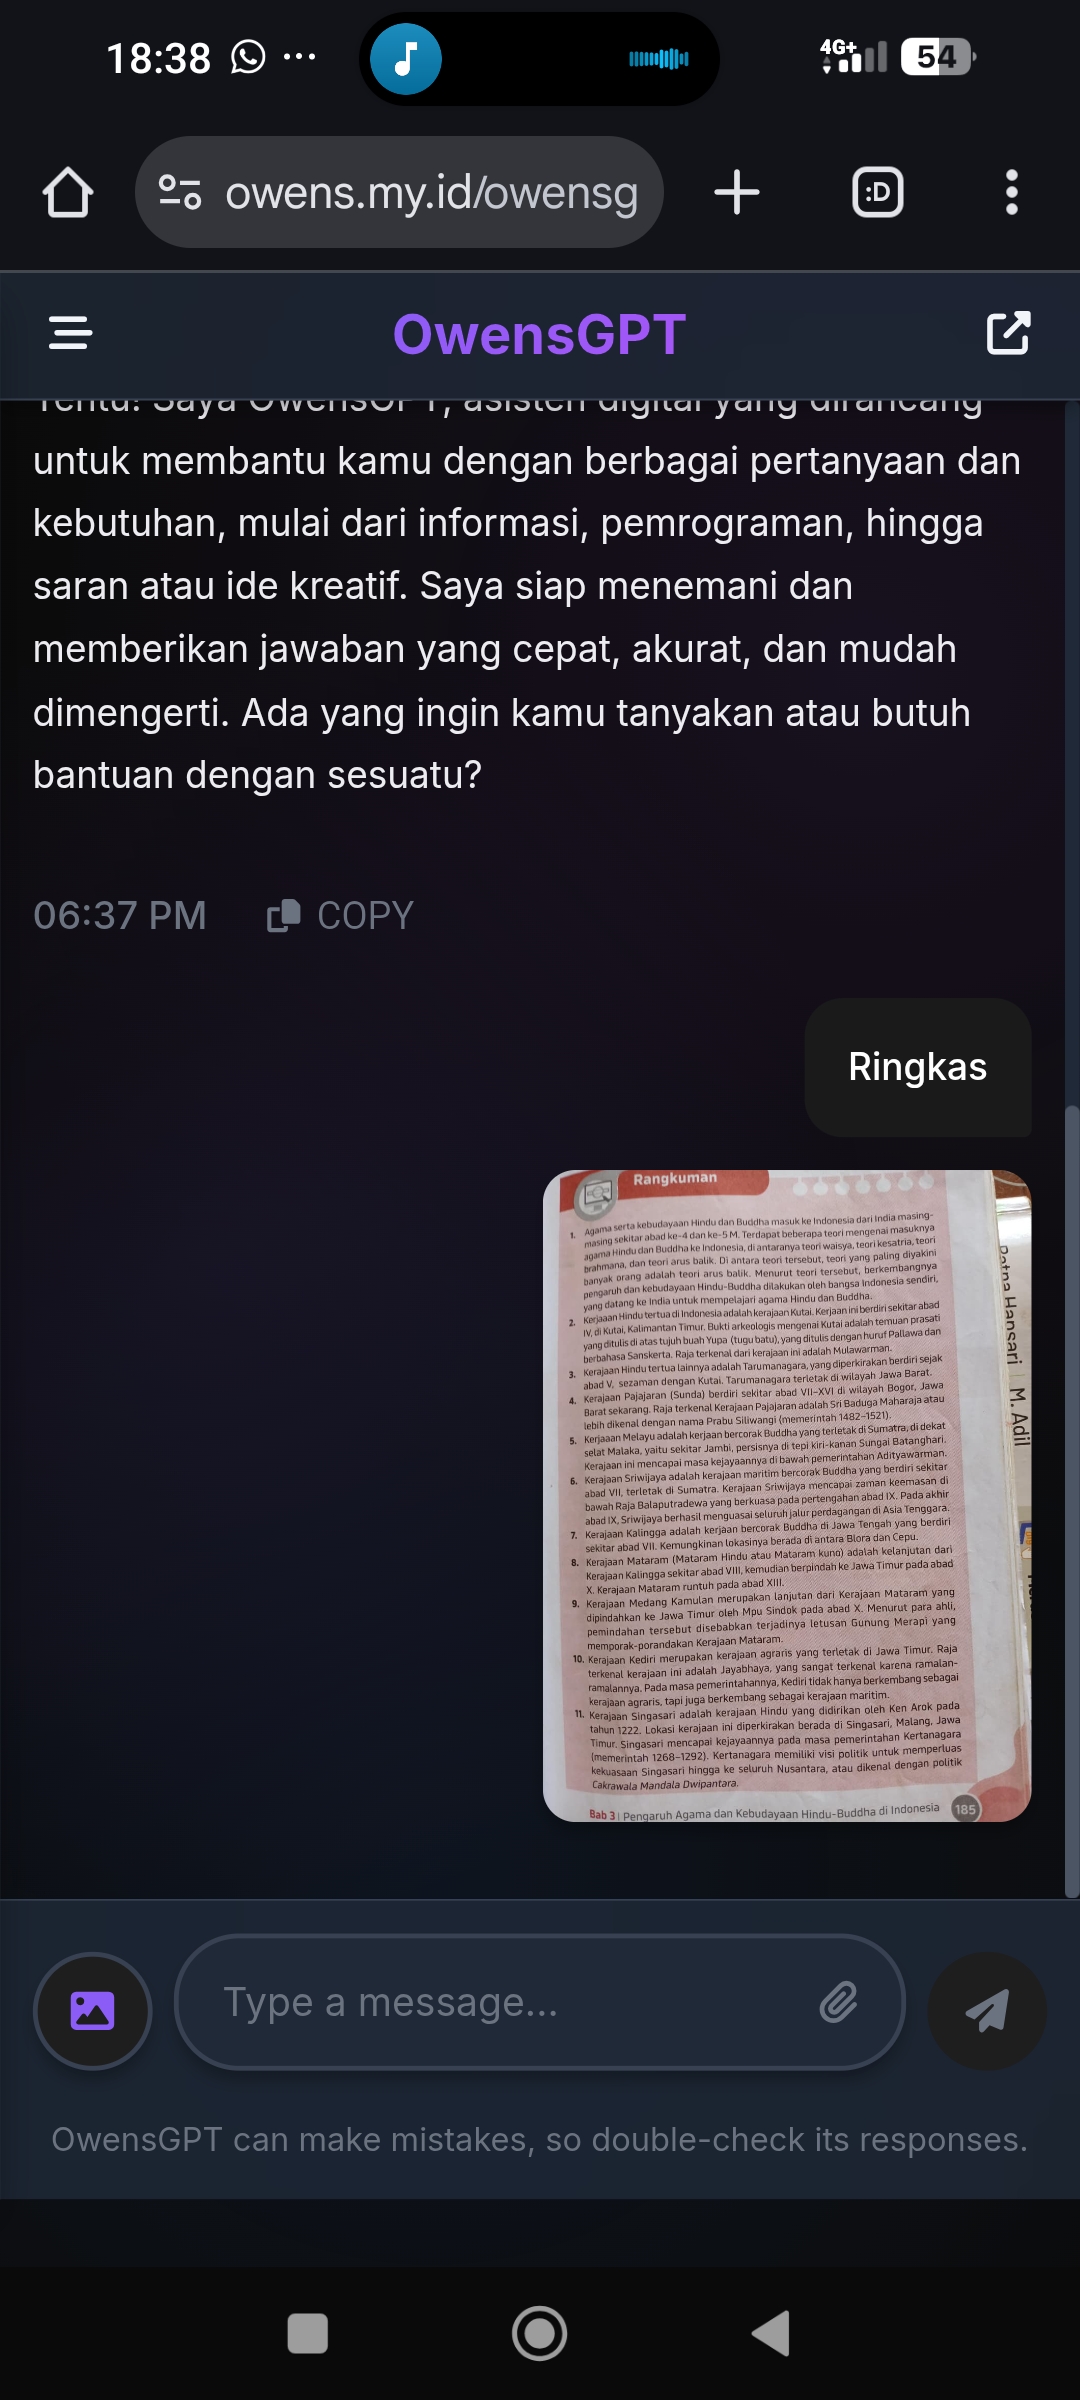 18:38
4G+
54
owens.my.id/owensg
:D
OwensGPT
Tentu! Saya OwensGPT, asisten digital yang dirancang
untuk membantu kamu dengan berbagai pertanyaan dan
kebutuhan, mulai dari informasi, pemrograman, hingga
saran atau ide kreatif. Saya siap menemani dan
memberikan jawaban yang cepat, akurat, dan mudah
dimengerti. Ada yang ingin kamu tanyakan atau butuh
bantuan dengan sesuatu?
06:37 PM COPY
Ringkas
Rangkuman
1. Agama serta kebudayaan Hindu dan Buddha masuk ke Indonesia dari India masing-
masing sekitar abad ke-4 dan ke-5 M. Terdapat beberapa teori mengenai masuknya
agama Hindu dan Buddha ke Indonesia, di antaranya teori waisya, teori kesatria, teori
brahmana, dan teori arus balik. Di antara teori tersebut, teori yang paling diyakini
banyak orang adalah teori arus balik. Menurut teori tersebut, berkembangnya
pengaruh dan kebudayaan Hindu-Buddha dilakukan oleh bangsa Indonesia sendiri,
yang datang ke India untuk mempelajari agama Hindu dan Buddha.
2. Kerjaaan Hindu tertua di Indonesia adalah kerajaan Kutai. Kerjaan ini berdiri sekitar abad
IV, di Kutai, Kalimantan Timur. Bukti arkeologis mengenai Kutai adalah temuan prasati
yang ditulis di atas tujuh buah Yupa (tugu batu), yang ditulis dengan huruf Pallawa dan
berbahasa Sanskerta. Raja terkenal dari kerajaan ini adalah Mulawarman.
3. Kerajaan Hindu tertua lainnya adalah Tarumanagara, yang diperkirakan berdiri sejak
abad V, sezaman dengan Kutai. Tarumanagara terletak di wilayah Jawa Barat.
4. Kerajaan Pajajaran (Sunda) berdiri sekitar abad VII-XVI di wilayah Bogor, Jawa
Barat sekarang. Raja terkenal Kerajaan Pajajaran adalah Sri Baduga Maharaja atau
lebih dikenal dengan nama Prabu Siliwangi (memerintah 1482–1521).
5. Kerjaaan Melayu adalah kerjaan bercorak Buddha yang terletak di Sumatra, di dekat
selat Malaka, yaitu sekitar Jambi, persisnya di tepi kiri-kanan Sungai Batanghari.
Kerajaan ini mencapai masa kejayaannya di bawah pemerintahan Adityawarman.
6. Kerajaan Sriwijaya adalah kerajaan maritim bercorak Buddha yang berdiri sekitar
abad VII, terletak di Sumatra. Kerajaan Sriwijaya mencapai zaman keemasan di
bawah Raja Balaputradewa yang berkuasa pada pertengahan abad IX. Pada akhir
abad IX, Sriwijaya berhasil menguasai seluruh jalur perdagangan di Asia Tenggara.
7. Kerajaan Kalingga adalah kerjaan bercorak Buddha di Jawa Tengah yang berdiri
sekitar abad VII. Kemungkinan lokasinya berada di antara Blora dan Cepu.
8. Kerajaan Mataram (Mataram Hindu atau Mataram kuno) adalah kelanjutan dari
Kerajaan Kalingga sekitar abad VIII, kemudian berpindah ke Jawa Timur pada abad
X. Kerajaan Mataram runtuh pada abad XIII.
9. Kerajaan Medang Kamulan merupakan lanjutan dari Kerajaan Mataram yang
dipindahkan ke Jawa Timur oleh Mpu Sindok pada abad X. Menurut para ahli,
pemindahan tersebut disebabkan terjadinya letusan Gunung Merapi yang
memporak-porandakan Kerajaan Mataram.
10. Kerajaan Kediri merupakan kerajaan agraris yang terletak di Jawa Timur. Raja
terkenal kerajaan ini adalah Jayabhaya, yang sangat terkenal karena ramalan-
ramalannya. Pada masa pemerintahannya, Kediri tidak hanya berkembang sebagai
kerajaan agraris, tapi juga berkembang sebagai kerajaan maritim.
11. Kerajaan Singasari adalah kerajaan Hindu yang didirikan oleh Ken Arok pada
tahun 1222. Lokasi kerajaan ini diperkirakan berada di Singasari, Malang, Jawa
Timur. Singasari mencapai kejayaannya pada masa pemerintahan Kertanagara
(memerintah 1268–1292). Kertanagara memiliki visi politik untuk memperluas
kekuasaan Singasari hingga ke seluruh Nusantara, atau dikenal dengan politik
Cakrawala Mandala Dwipantara.
Bab 3 | Pengaruh Agama dan Kebudayaan Hindu-Buddha di Indonesia 185
Ratna Hapsari M. Adil
Type a message...
OwensGPT can make mistakes, so double-check its responses.